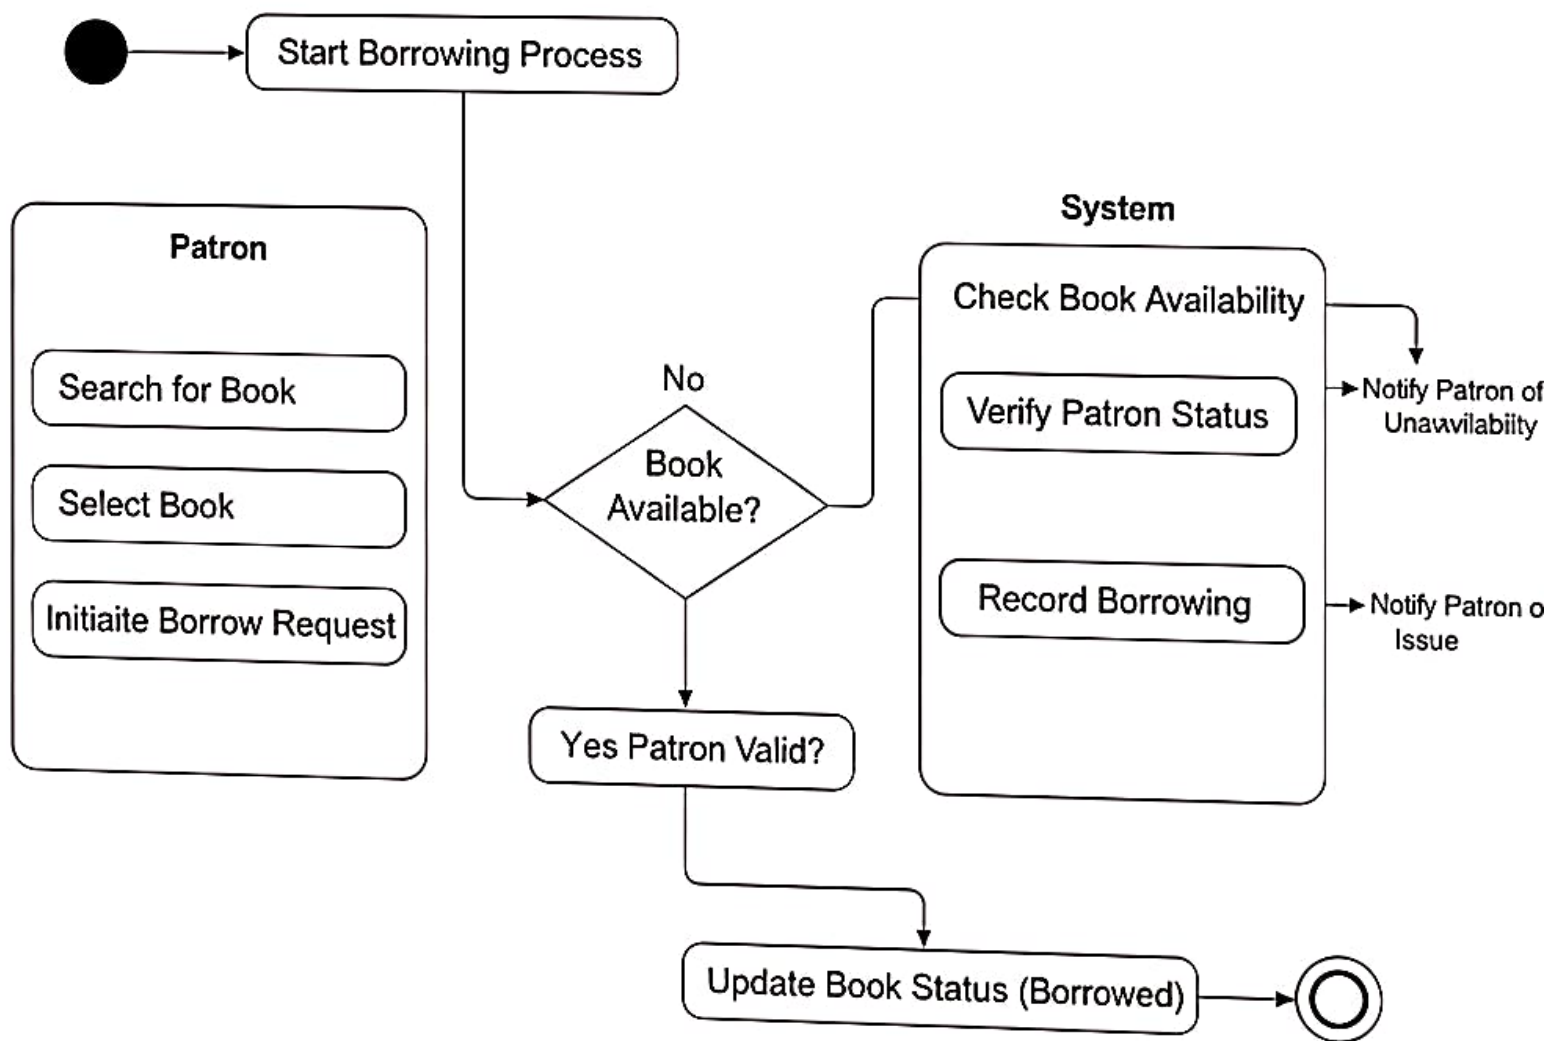 Start Borrowing Process
Patron
Search for Book
Select Book
Initiaite Borrow Request
No
Book
Available?
Yes Patron Valid?
System
Check Book Availability
Verify Patron Status
Record Borrowing
Notify Patron of
Unavvilabiity
Notify Patron o
Issue
Update Book Status (Borrowed)